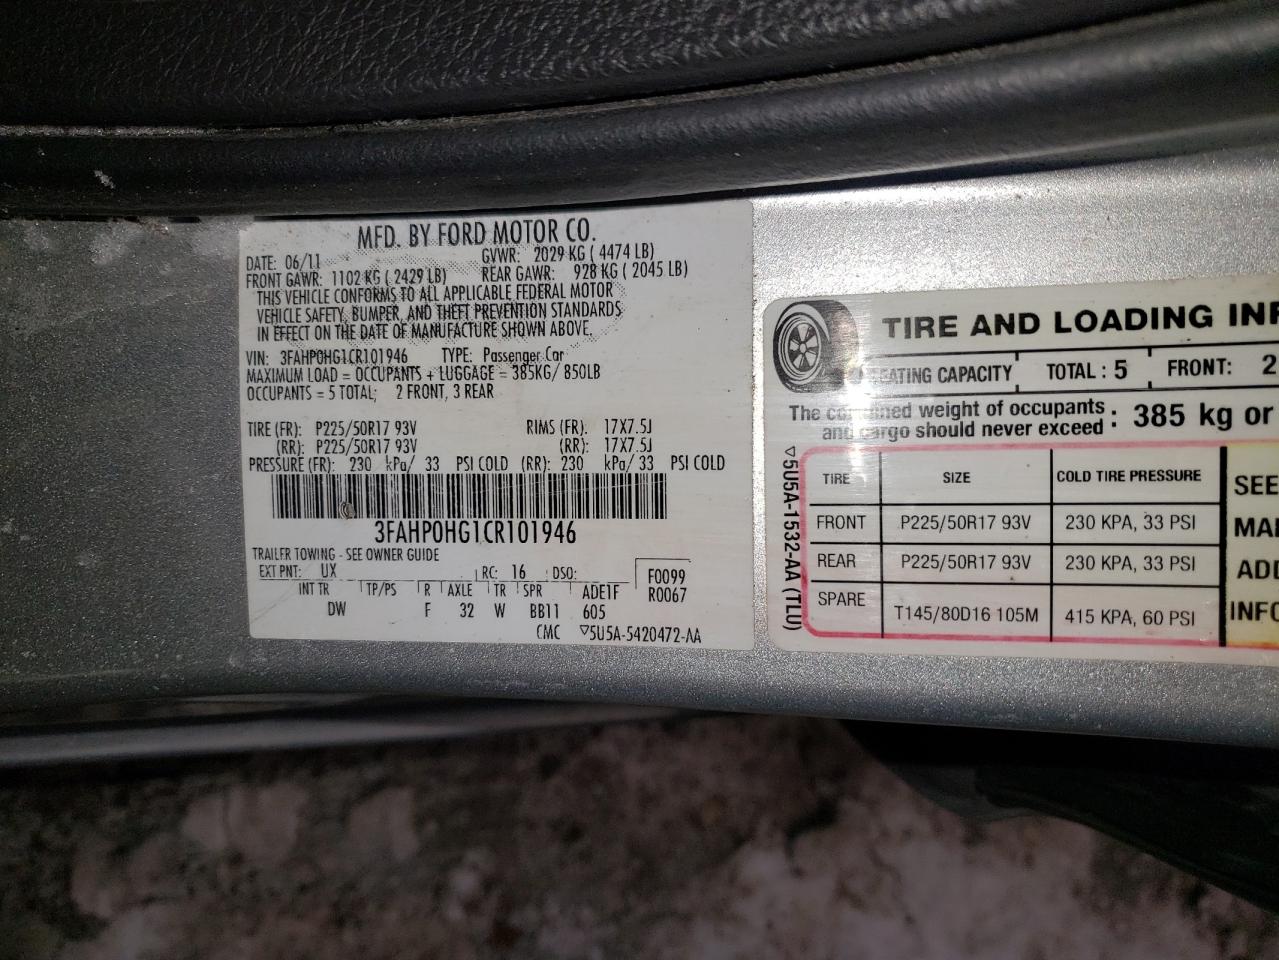 MFD. BY FORD MOTOR CO.
DATE: 06/11 GVWR: 2029 KG ( 4474 LB)
FRONT GAWR: 1102 KG ( 2429 LB) REAR GAWR: 928 KG ( 2045 LB)
THIS VEHICLE CONFORMS TO ALL APPLICABLE FEDERAL MOTOR
VEHICLE SAFETY, BUMPER, AND THEFT PREVENTION STANDARDS
IN EFFECT ON THE DATE OF MANUFACTURE SHOWN ABOVE.
VIN: 3FAHP0HG1CR101946 TYPE: Passenger Car
MAXIMUM LOAD = OCCUPANTS + LUGGAGE = 385KG/ 850LB
OCCUPANTS = 5 TOTAL; 2 FRONT, 3 REAR
TIRE (FR): P225/50R17 93V RIMS (FR): 17X7.5J
(RR): P225/50R17 93V (RR): 17X7.5J
PRESSURE (FR): 230 kPa/ 33 PSI COLD (RR): 230 kPa/ 33 PSI COLD
3FAHP0HG1CR101946
TRAILER TOWING - SEE OWNER GUIDE
EXT PNT: UX RC: 16 DSO: F0099
INT TR TP/PS R AXLE TR SPR ADE1F R0067
DW F 32 W BB11 605
CMC ▽5U5A-5420472-AA
TIRE AND LOADING
CAPACITY TOTAL : 5 FRONT: 2
The weight of occupants
and cargo should never exceed : 385 kg or
▽5U5A-1532-AA (TLU)
TIRE SIZE COLD TIRE PRESSURE
FRONT P225/50R17 93V 230 KPA, 33 PSI
REAR P225/50R17 93V 230 KPA, 33 PSI
SPARE T145/80D16 105M 415 KPA, 60 PSI
SEE